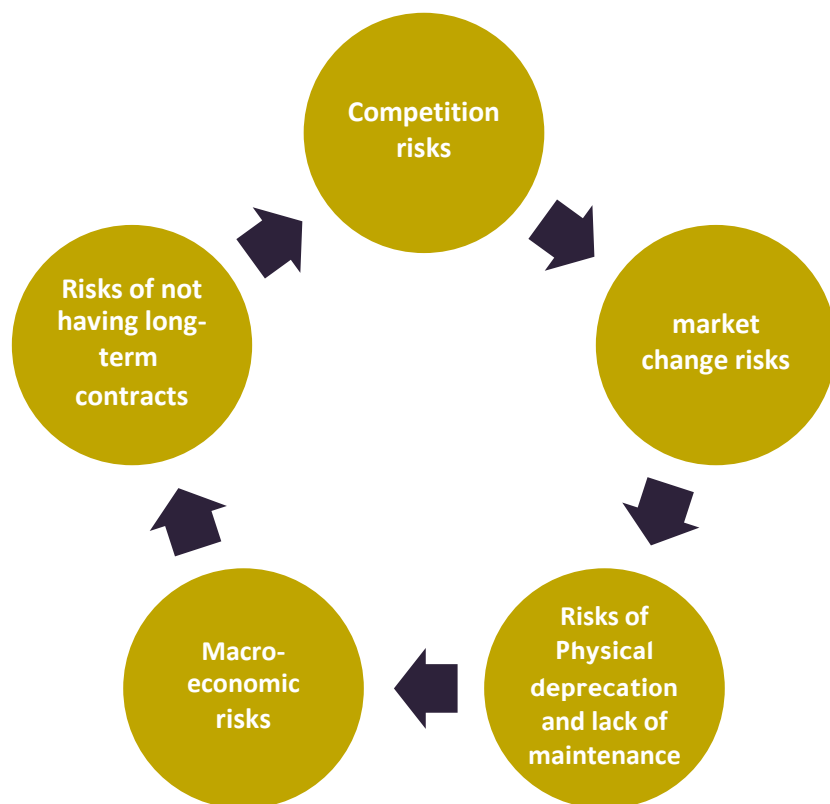 Competition
risks
market
change risks
Risks of
Physical
deprecation
and lack of
maintenance
Macro-
economic
risks
Risks of not
having long-
term
contracts